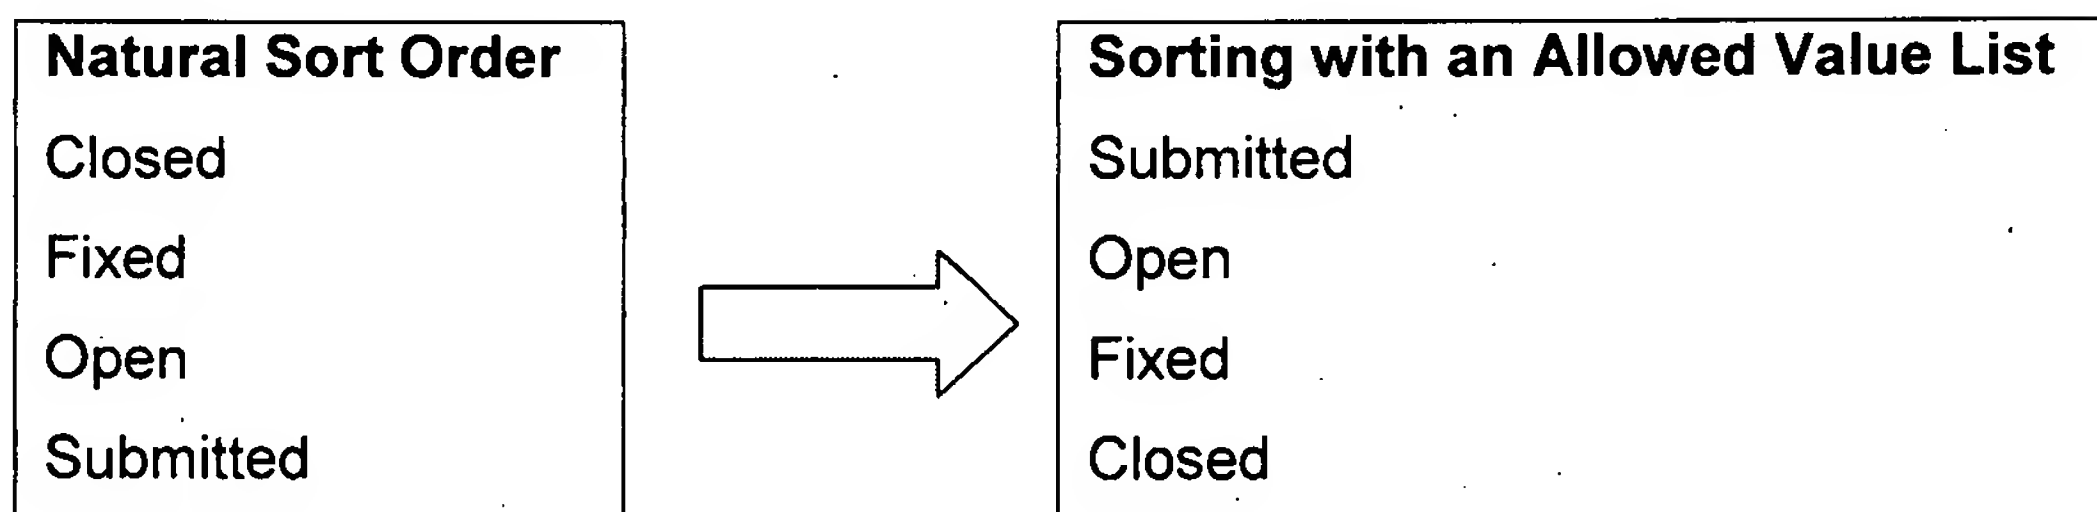 Natural Sort Order
Closed
Fixed
Open
Submitted
Sorting with an Allowed Value List
Submitted
Open
Fixed
Closed